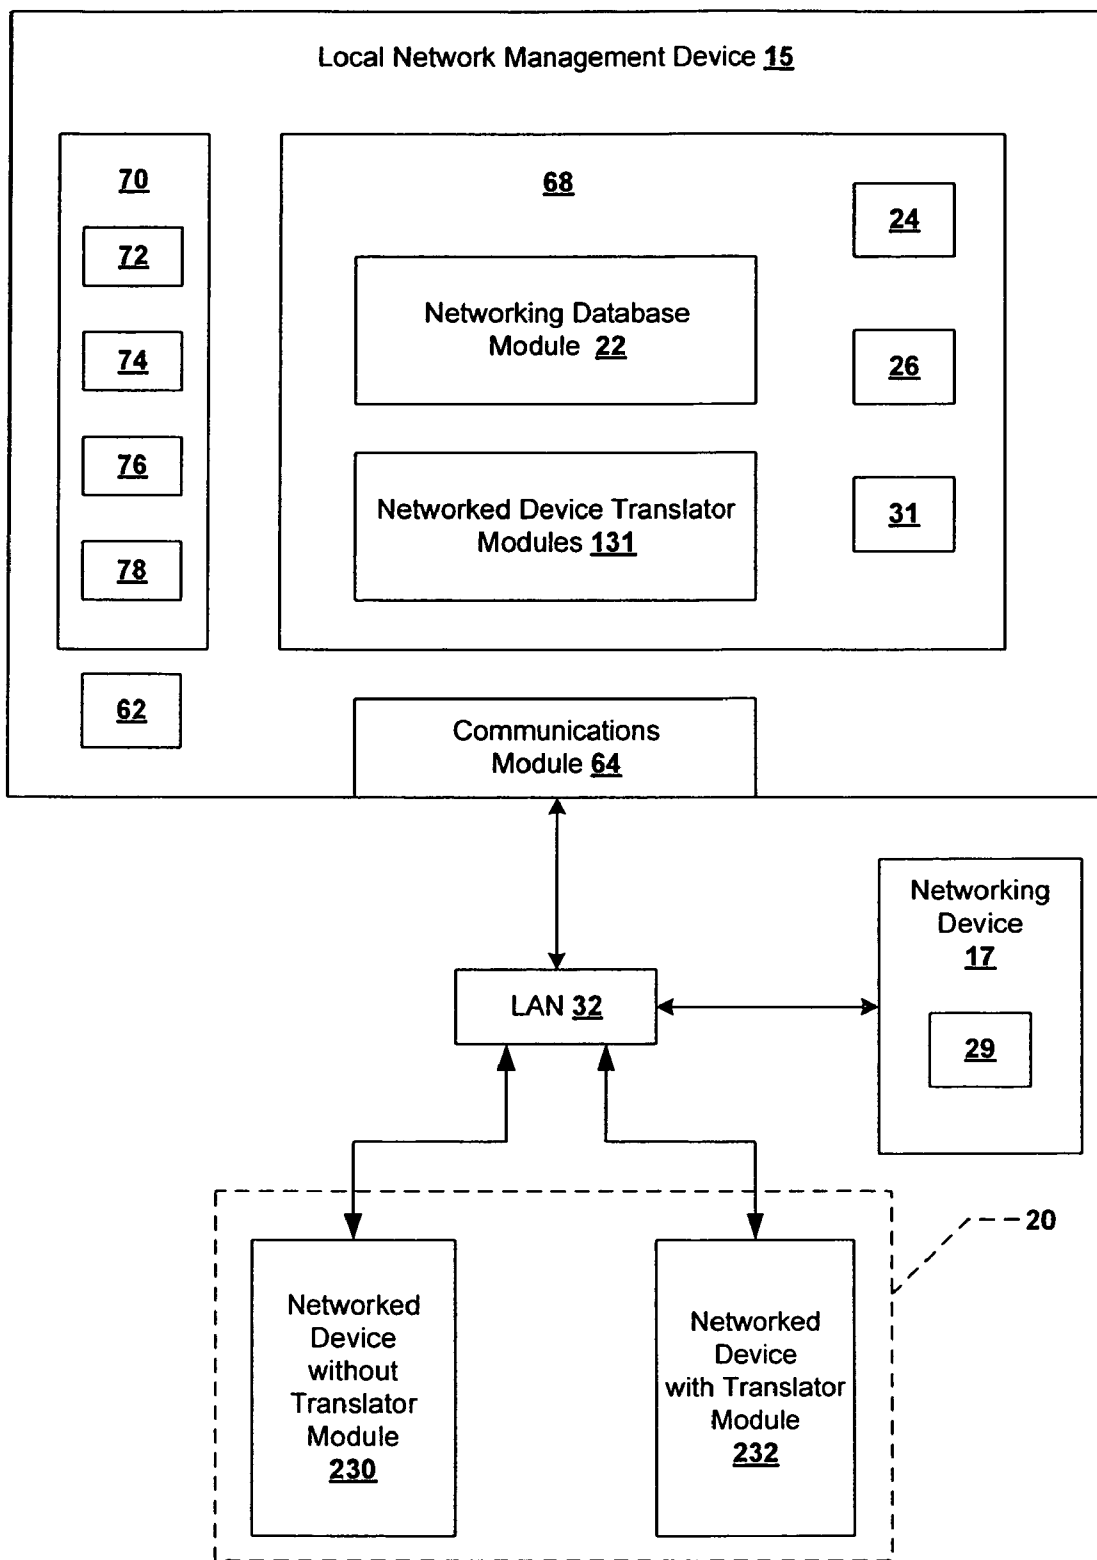 Local Network Management Device 15
70
72
74
76
78
62
68
Networking Database
Module 22
Networked Device Translator
Modules 131
24
26
31
Communications
Module 64
LAN 32
Networking
Device
17
29
20
Networked
Device
without
Translator
Module
230
Networked
Device
with Translator
Module
232